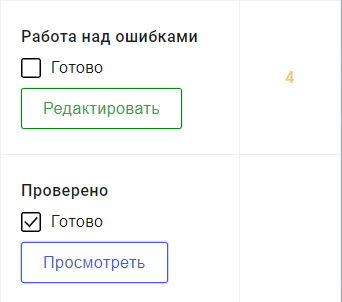 Работа над ошибками
Готово
4
Редактировать
Проверено
Готово
Просмотреть